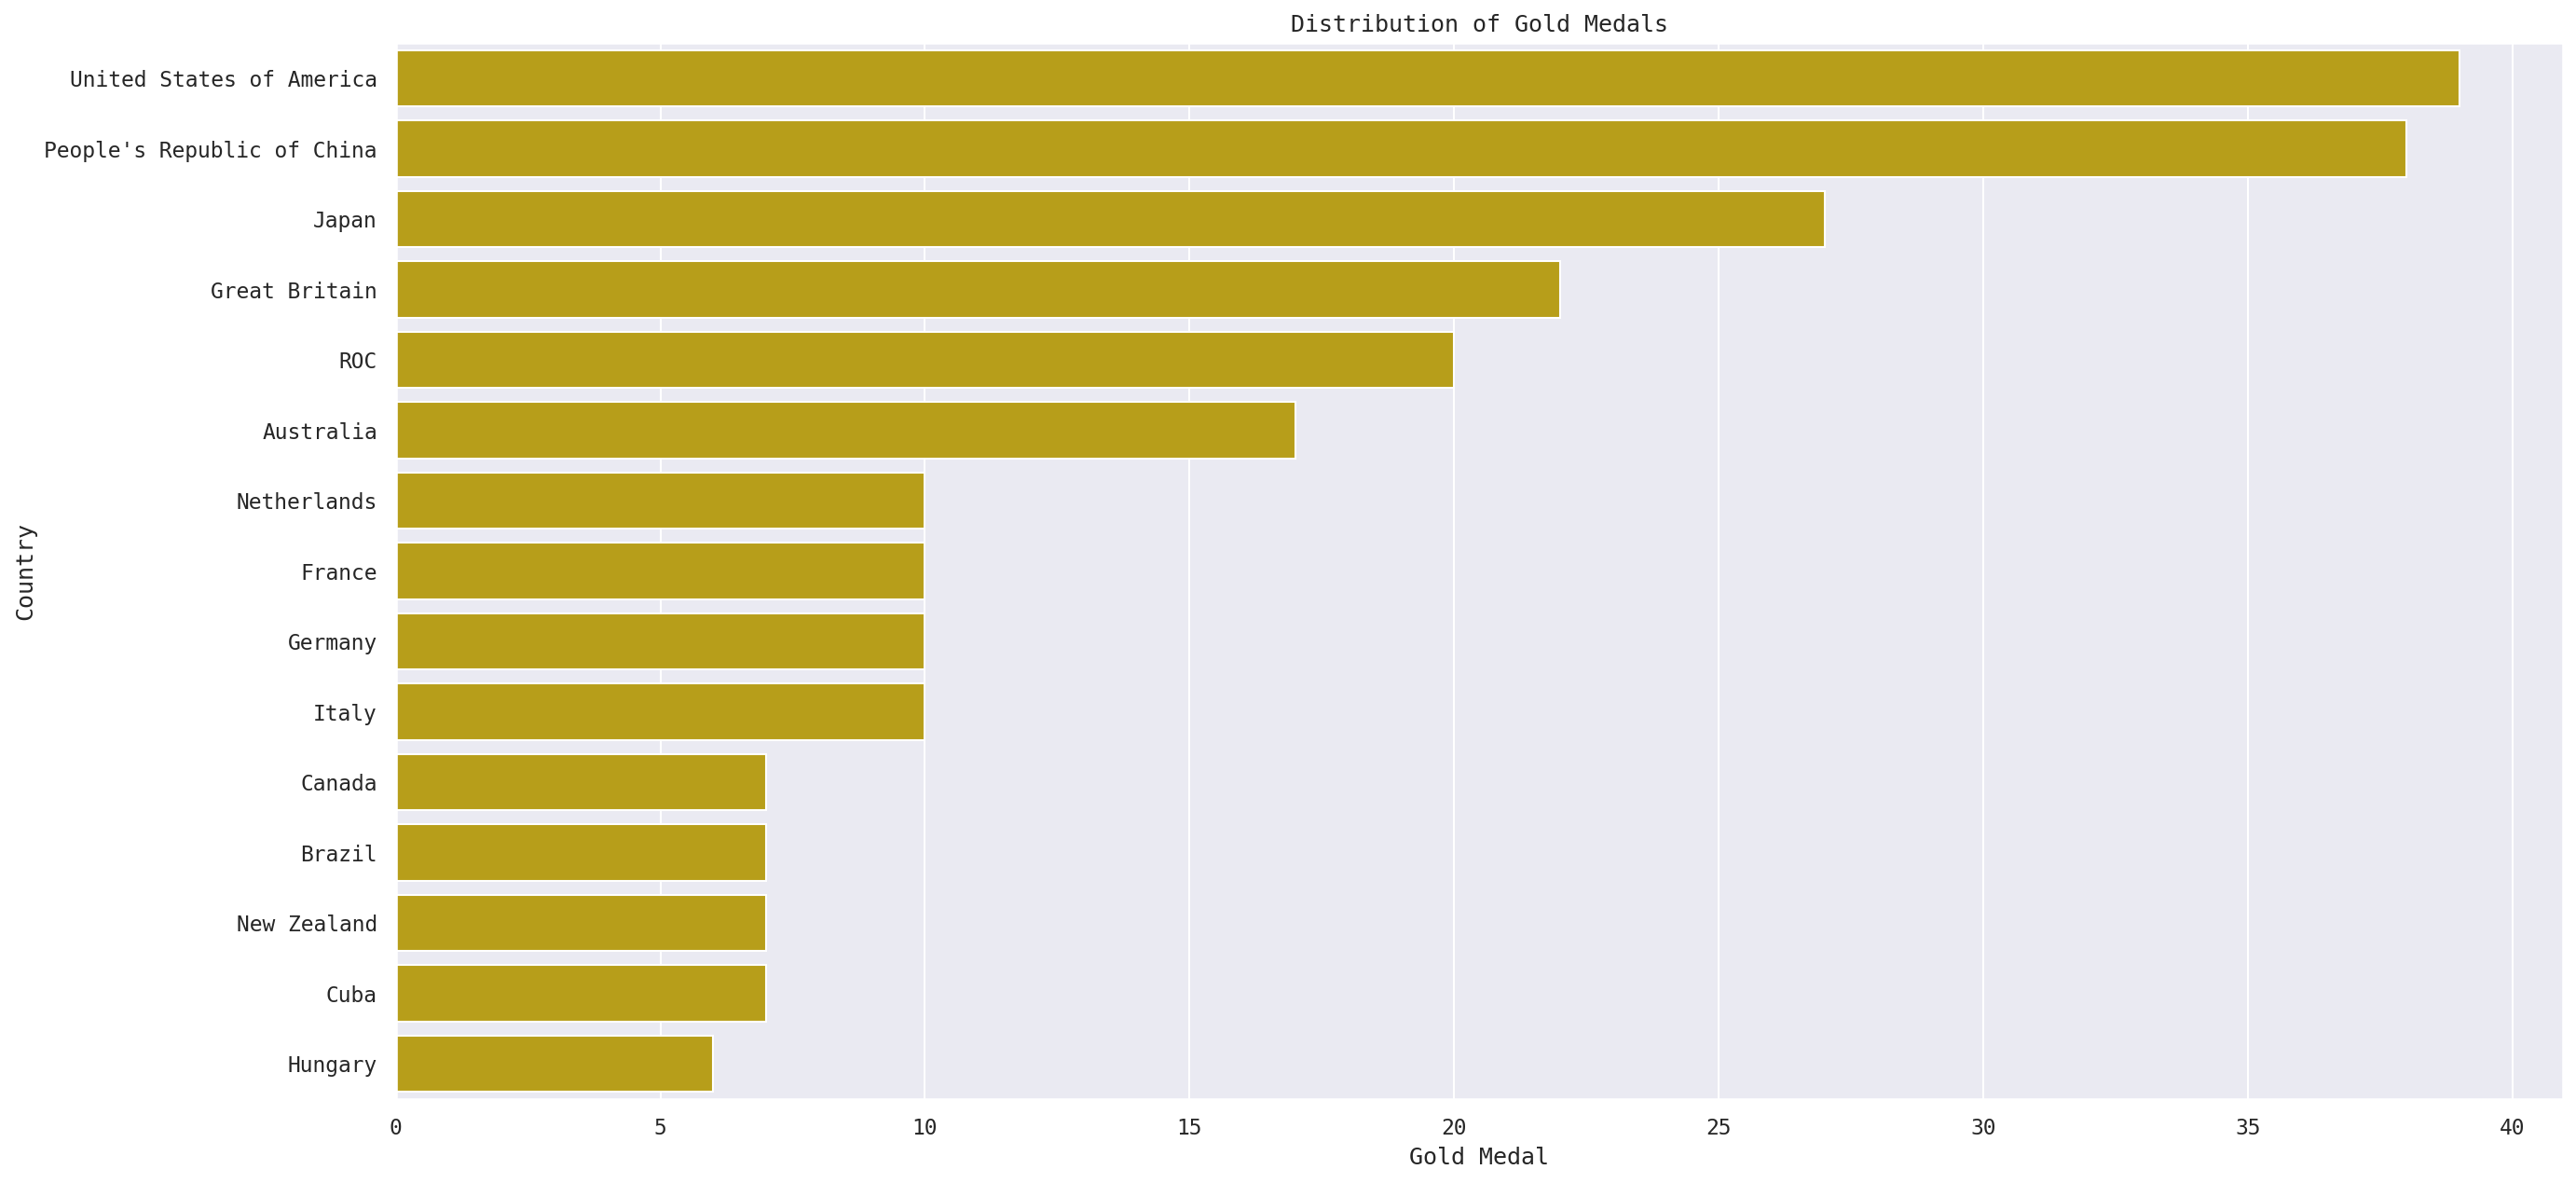 Distribution of Gold Medals
United States of America
People's Republic of China
Japan
Great Britain
ROC
Australia
Netherlands
France
Germany
Italy
Canada
Brazil
New Zealand
Cuba
Hungary
Country
0 5 10 15 20 25 30 35 40
Gold Medal